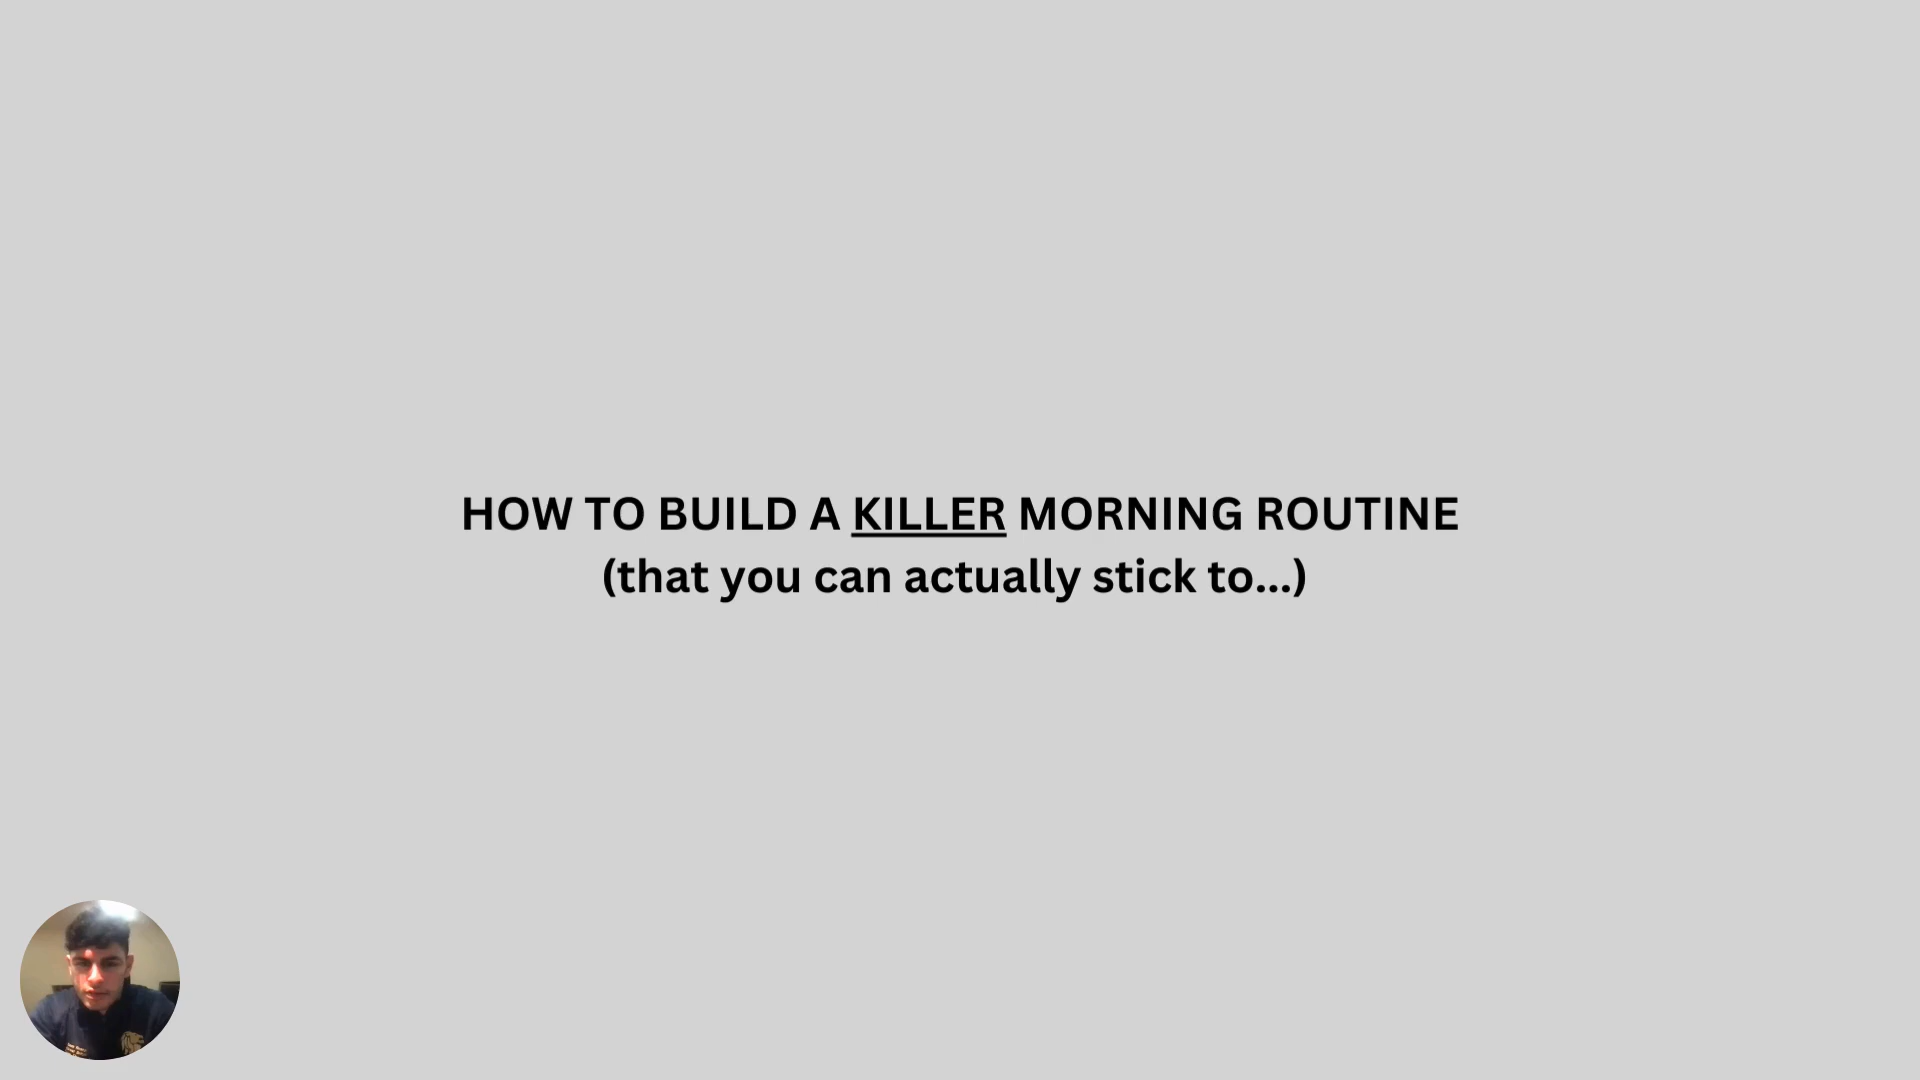 HOW TO BUILD A KILLER MORNING ROUTINE
(that you can actually stick to...)